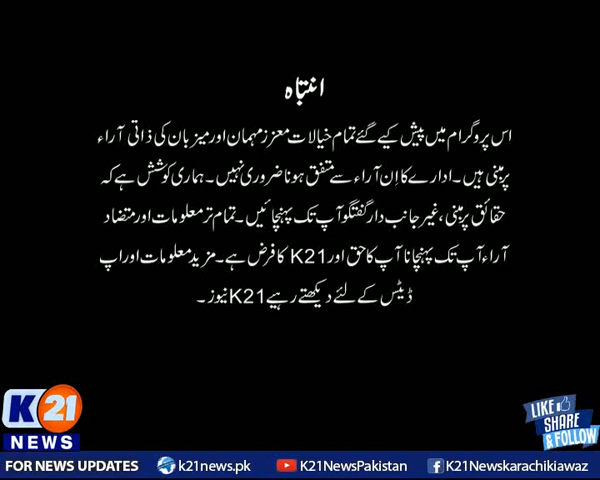 انتباہ
اس پروگرام میں پیش کیے گئے تمام خیالات معزز مہمان اور میزبان کی ذاتی آراء
پر مبنی ہیں۔ ادارے کا اِن آراء سے متفق ہونا ضروری نہیں۔ ہماری کوشش ہے کہ
حقائق پر مبنی، غیر جانب دار گفتگو آپ تک پہنچائیں۔ تمام تر معلومات اور متضاد
آراء آپ تک پہنچانا آپ کا حق اور K21 کا فرض ہے۔ مزید معلومات اور اپ
ڈیٹس کے لئے دیکھتے رہیے K21 نیوز۔
K21
NEWS
LIKE
SHARE
& FOLLOW
FOR NEWS UPDATES k21news.pk K21NewsPakistan K21Newskarachikiawaz